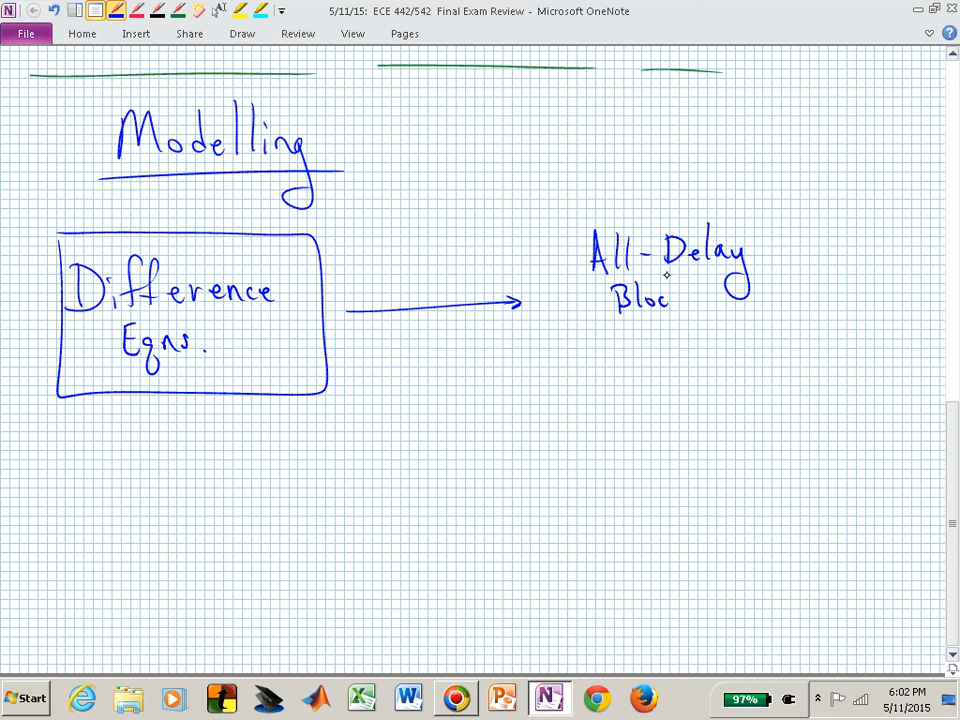 5/11/15: ECE 442/542 Final Exam Review - Microsoft OneNote
File Home Insert Share Draw Review View Pages
Modelling
All-Delay
Bloc
Difference
Eqns.
Start
97%
6:02 PM
5/11/2015